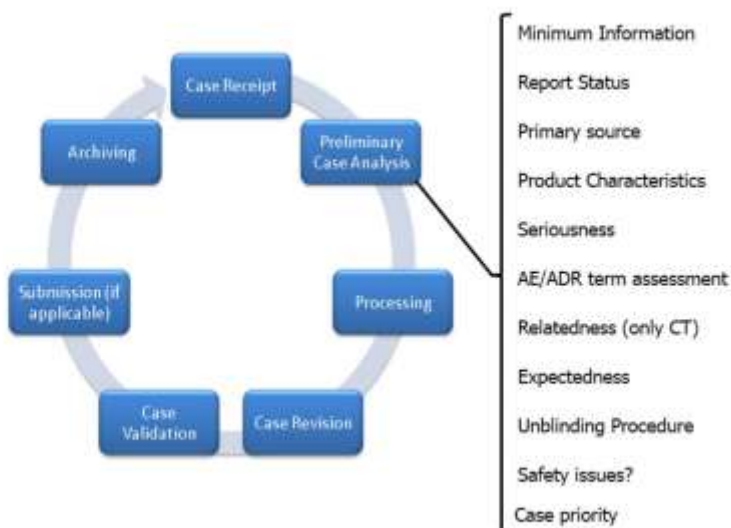 Case Receipt
Preliminary
Case Analysis
Processing
Case Revision
Case
Validation
Submission (if
applicable)
Archiving
Minimum Information
Report Status
Primary source
Product Characteristics
Seriousness
AE/ADR term assessment
Relatedness (only CT)
Expectedness
Unblinding Procedure
Safety issues?
Case priority